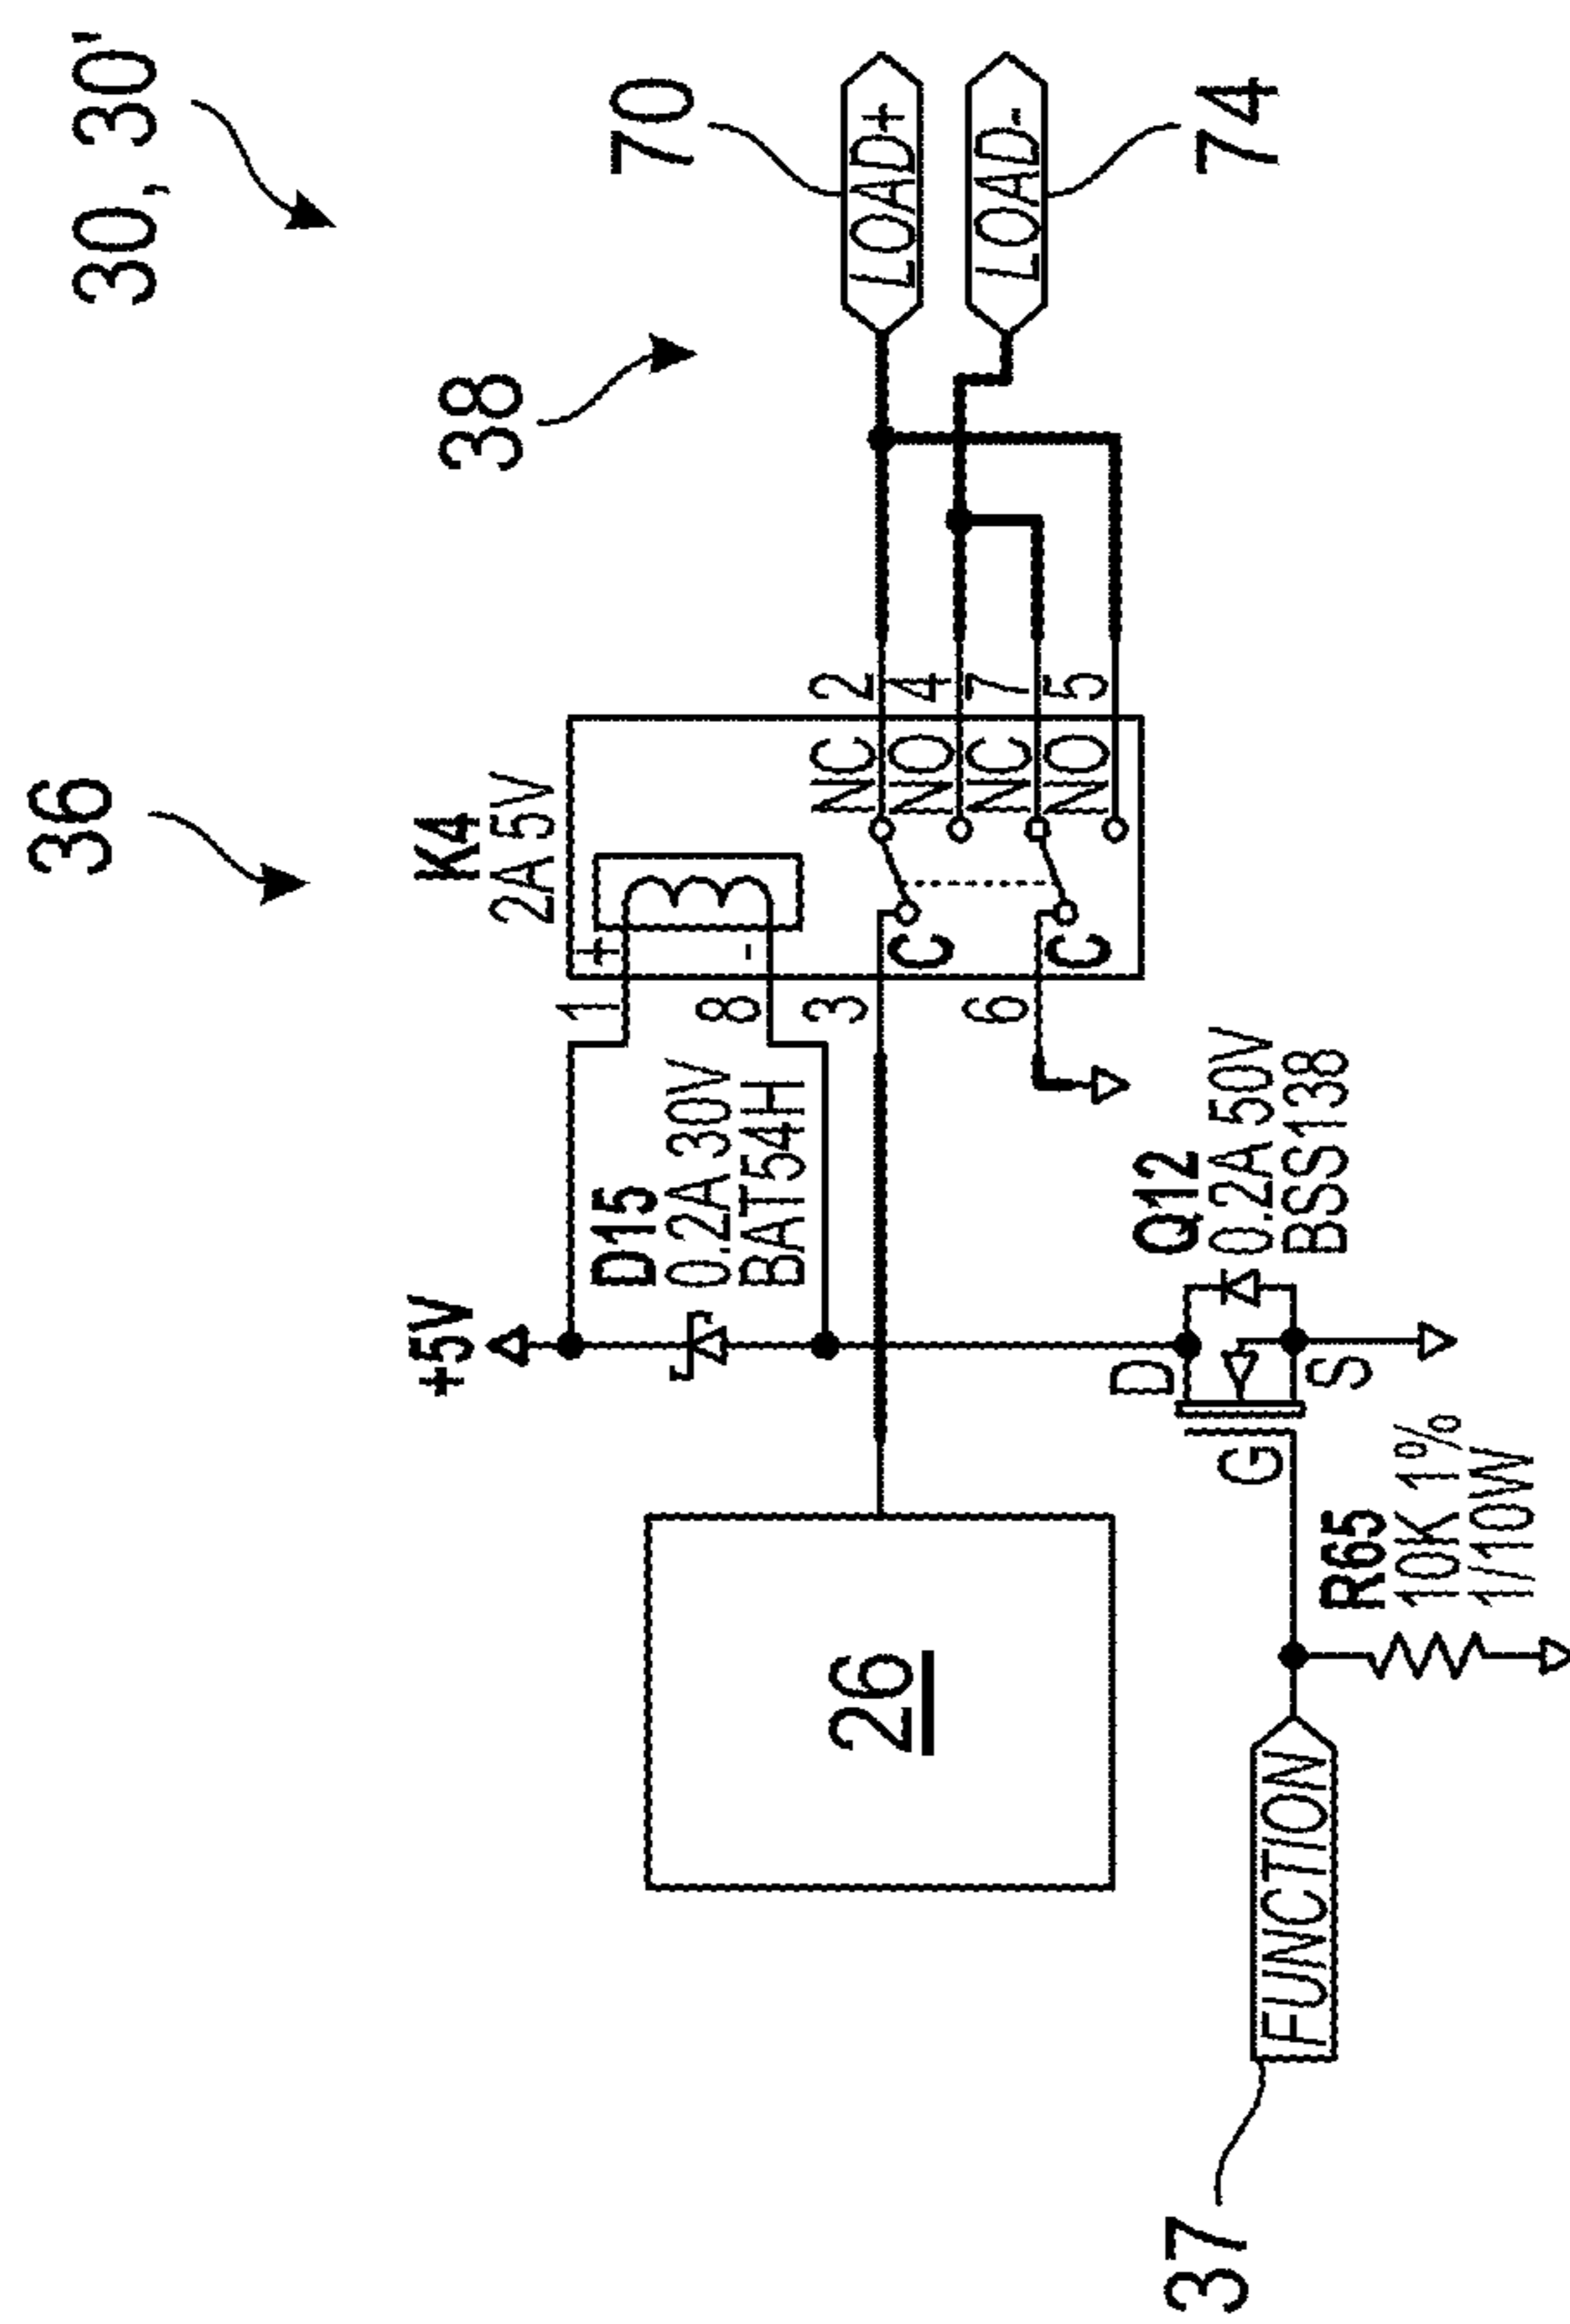 30, 30'
36
38
K4
2A 5V
70
LOAD+
LOAD-
74
+5V
D15
0.2A 30V
BAT54H
1
+
8
-
3
C
6
C
NC
2
NO
4
NC
7
NO
5
26
Q12
0.2A 50V
BSS138
D
G
S
R65
10K 1%
1/10W
FUNCTION
37